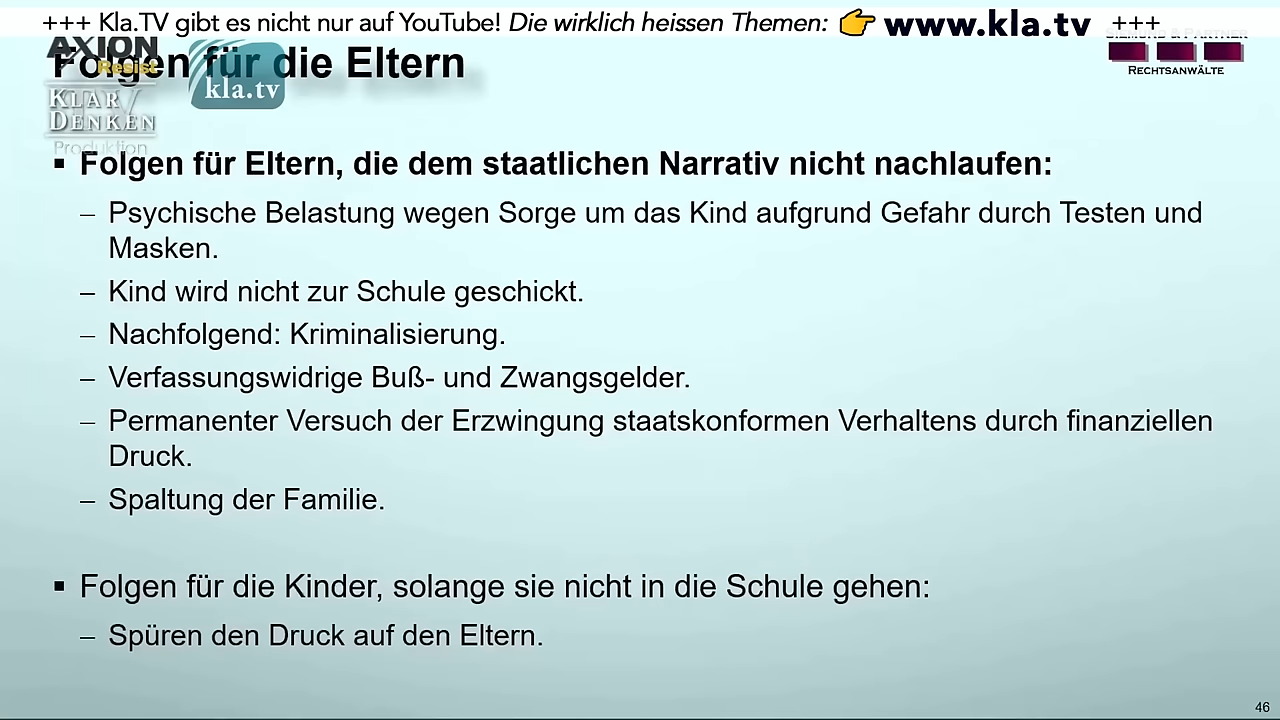 +++ Kla.TV gibt es nicht nur auf YouTube! Die wirklich heissen Themen: 👉 www.kla.tv +++
AXION
Resist
Folgen für die Eltern
kla.tv
SIEMUND & PARTNER
RECHTSANWÄLTE
KLAR
DENKEN
Produktion
▪ Folgen für Eltern, die dem staatlichen Narrativ nicht nachlaufen:
– Psychische Belastung wegen Sorge um das Kind aufgrund Gefahr durch Testen und
Masken.
– Kind wird nicht zur Schule geschickt.
– Nachfolgend: Kriminalisierung.
– Verfassungswidrige Buß- und Zwangsgelder.
– Permanenter Versuch der Erzwingung staatskonformen Verhaltens durch finanziellen
Druck.
– Spaltung der Familie.
▪ Folgen für die Kinder, solange sie nicht in die Schule gehen:
– Spüren den Druck auf den Eltern.
46